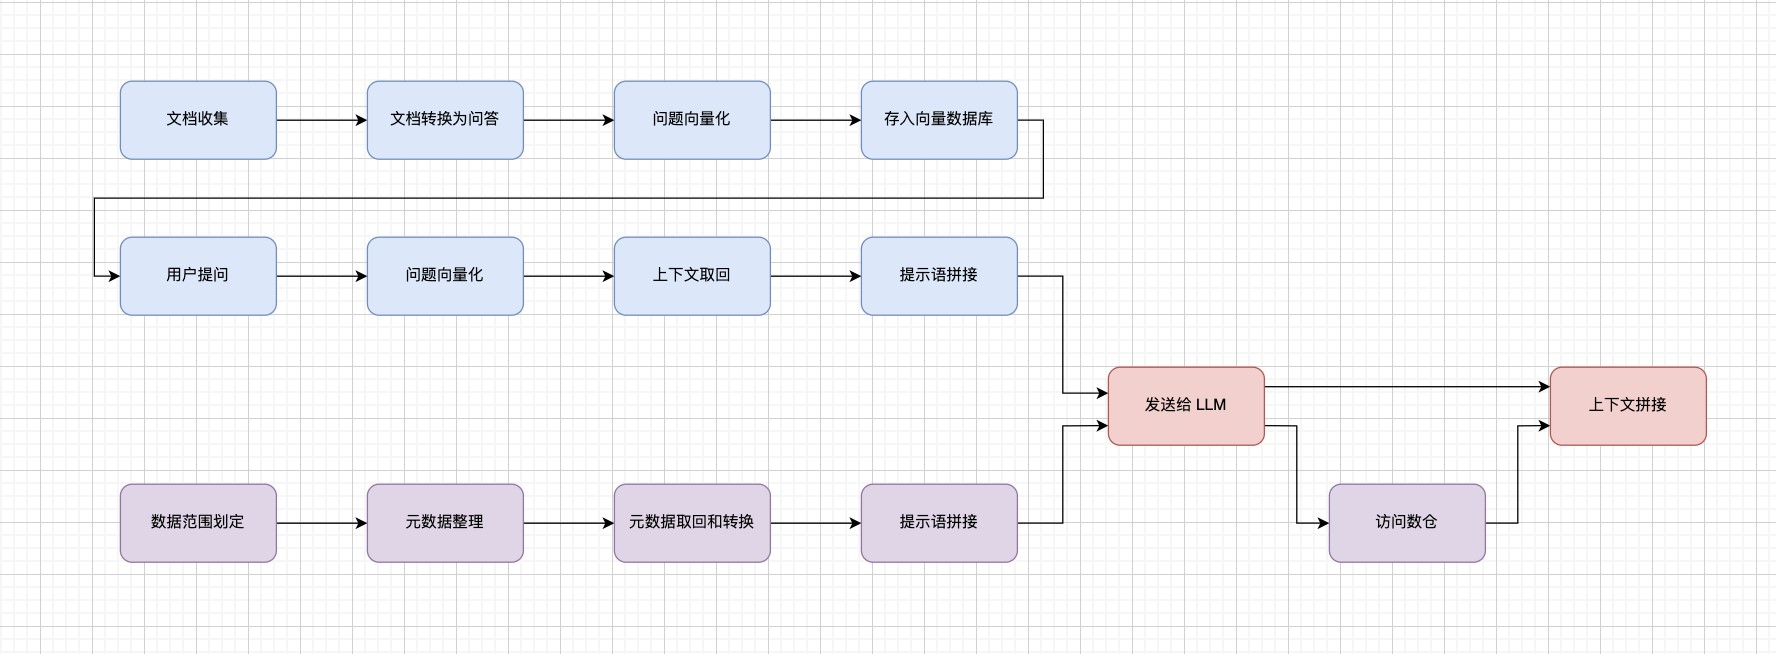 文档收集
文档转换为问答
问题向量化
存入向量数据库
用户提问
问题向量化
上下文取回
提示语拼接
发送给 LLM
上下文拼接
数据范围划定
元数据整理
元数据取回和转换
提示语拼接
访问数仓